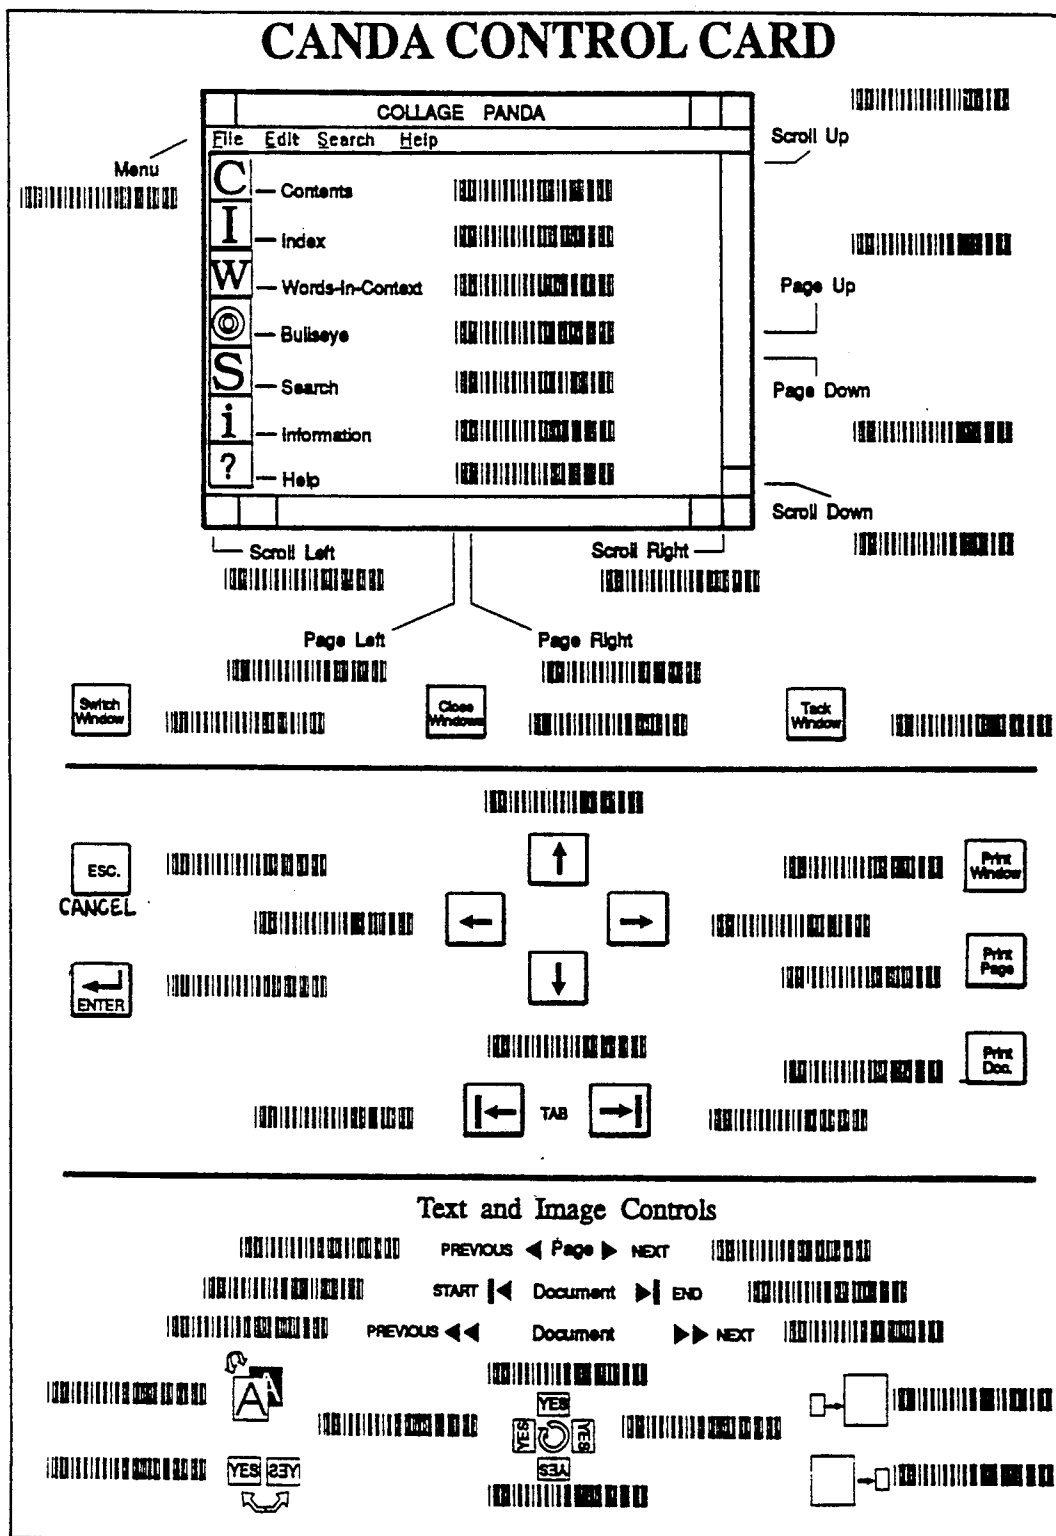 CANDA CONTROL CARD
COLLAGE PANDA
File Edit Search Help
Scroll Up
Menu
C Contents
I Index
W Words-In-Context
Page Up
Bullseye
S Search
Page Down
i Information
? Help
Scroll Down
Scroll Left
Scroll Right
Page Left
Page Right
Switch
Window
Close
Windows
Tack
Window
ESC.
CANCEL
Print
Window
Print
Page
ENTER
Print
Doc.
TAB
Text and Image Controls
PREVIOUS Page NEXT
START Document END
PREVIOUS Document NEXT
A A
YES
YES YES
YES
YES YES